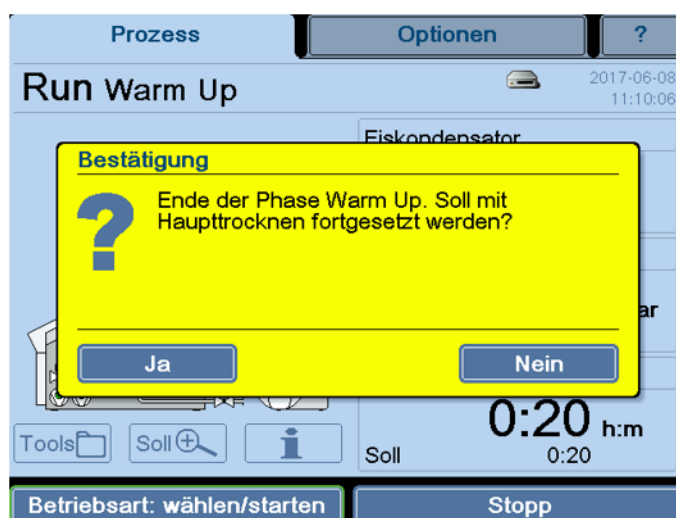 Prozess
Optionen
?
Run Warm Up
2017-06-08
11:10:06
Eiskondensator
Bestätigung
?
Ende der Phase Warm Up. Soll mit
Haupttrocknen fortgesetzt werden?
ar
Ja
Nein
0:20 h:m
Tools
Soll
i
Soll
0:20
Betriebsart: wählen/starten
Stopp